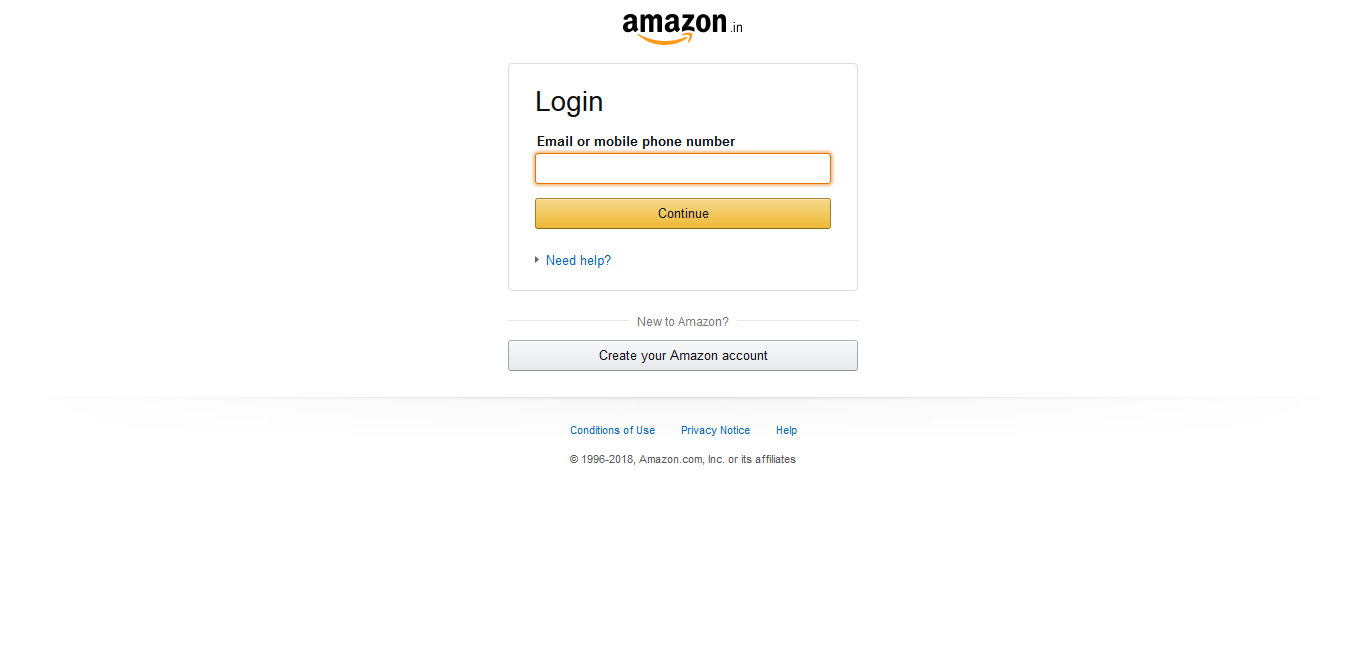 amazon.in
Login
Email or mobile phone number
Continue
Need help?
New to Amazon?
Create your Amazon account
Conditions of Use Privacy Notice Help
© 1996-2018, Amazon.com, Inc. or its affiliates